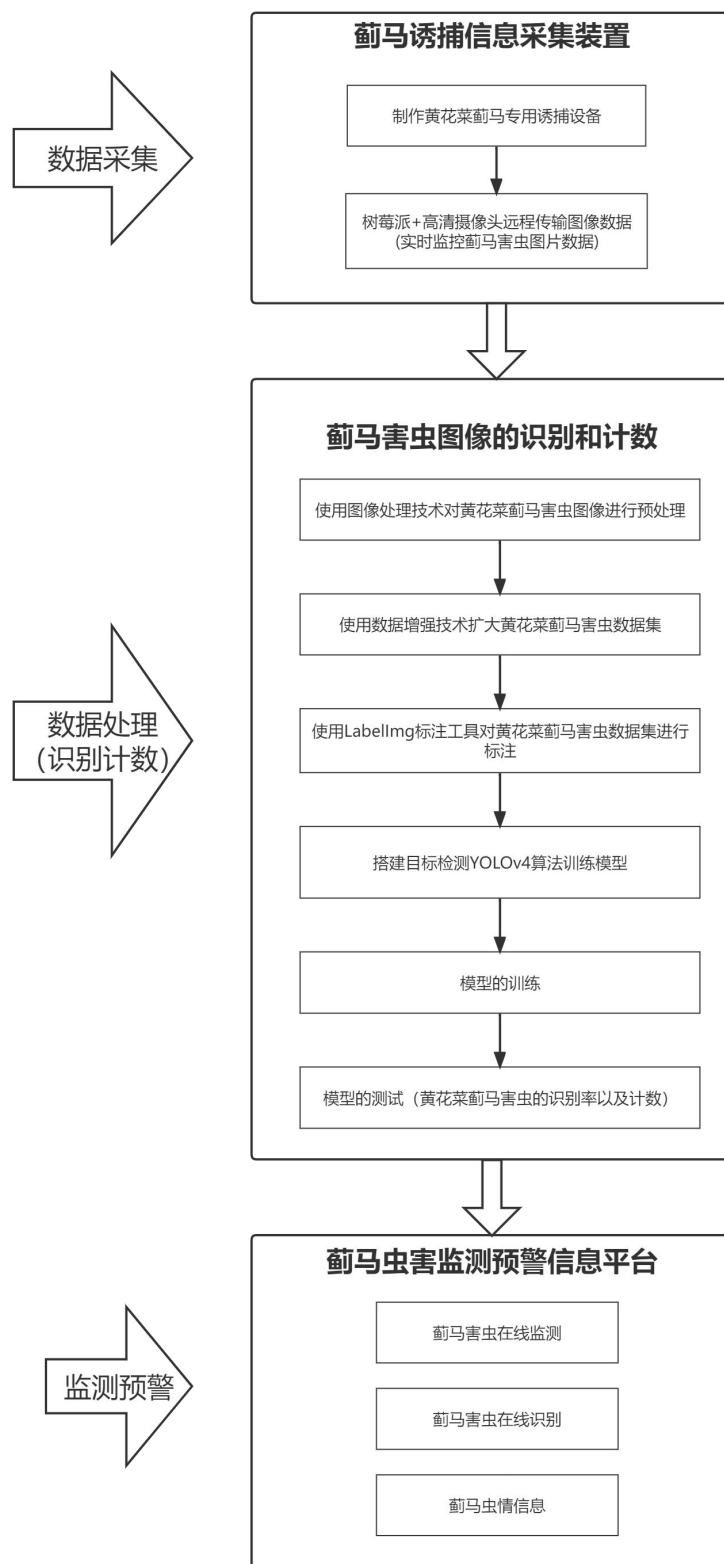 蓟马诱捕信息采集装置
数据采集
制作黄花菜蓟马专用诱捕设备
树莓派+高清摄像头远程传输图像数据
(实时监控蓟马害虫图片数据)
蓟马害虫图像的识别和计数
数据处理
（识别计数）
使用图像处理技术对黄花菜蓟马害虫图像进行预处理
使用数据增强技术扩大黄花菜蓟马害虫数据集
使用LabelImg标注工具对黄花菜蓟马害虫数据集进行
标注
搭建目标检测YOLOv4算法训练模型
模型的训练
模型的测试（黄花菜蓟马害虫的识别率以及计数）
蓟马虫害监测预警信息平台
监测预警
蓟马害虫在线监测
蓟马害虫在线识别
蓟马虫情信息